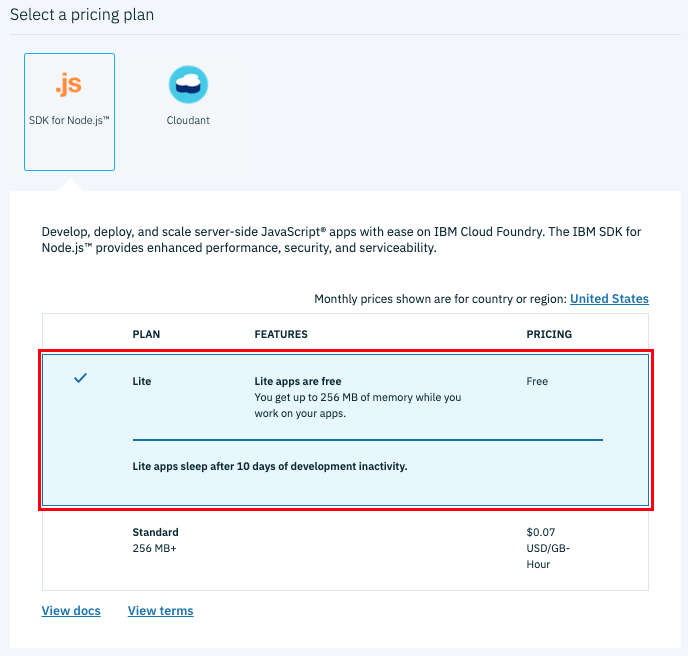 Select a pricing plan
.js
SDK for Node.js™
Cloudant
Develop, deploy, and scale server-side JavaScript® apps with ease on IBM Cloud Foundry. The IBM SDK for
Node.js™ provides enhanced performance, security, and serviceability.
Monthly prices shown are for country or region: United States
PLAN FEATURES PRICING
Lite Lite apps are free Free
You get up to 256 MB of memory while you
work on your apps.
Lite apps sleep after 10 days of development inactivity.
Standard $0.07
256 MB+ USD/GB-
Hour
View docs View terms